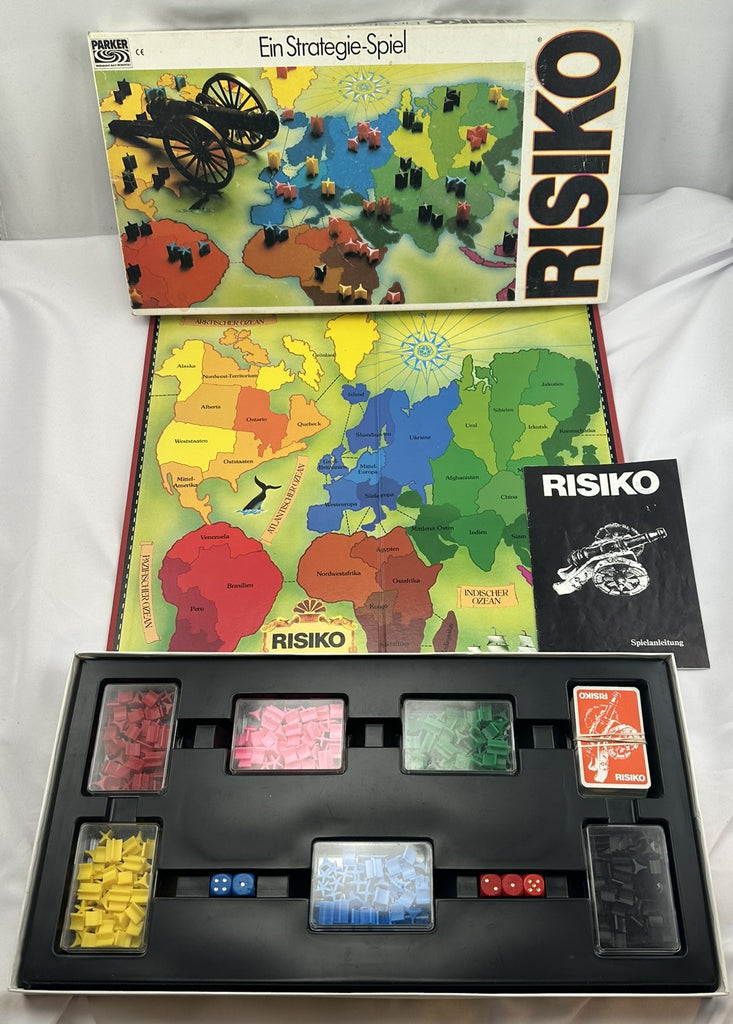 PARKER
CE
Ein Strategie-Spiel
RISIKO
ARKTISCHER OZEAN
Alaska
Nordwest-Territorium
Grönland
Alberta
Ontario
Quebeck
Weststaaten
Oststaaten
Mittel-
Amerika
ATLANTISCHER OZEAN
Island
Skandinavien
Ukraine
Mittel-
Europa
Westeuropa
Südeuropa
Ural
Sibirien
Jakutien
Irkutsk
Kamtschatka
Afghanistan
China
Mittlerer Osten
Indien
Siam
PAZIFISCHER OZEAN
Venezuela
Brasilien
Peru
Nordwestafrika
Ägypten
Ostafrika
Kongo
INDISCHER
OZEAN
RISIKO
RISIKO
Spielanleitung
RISIKO
RISIKO